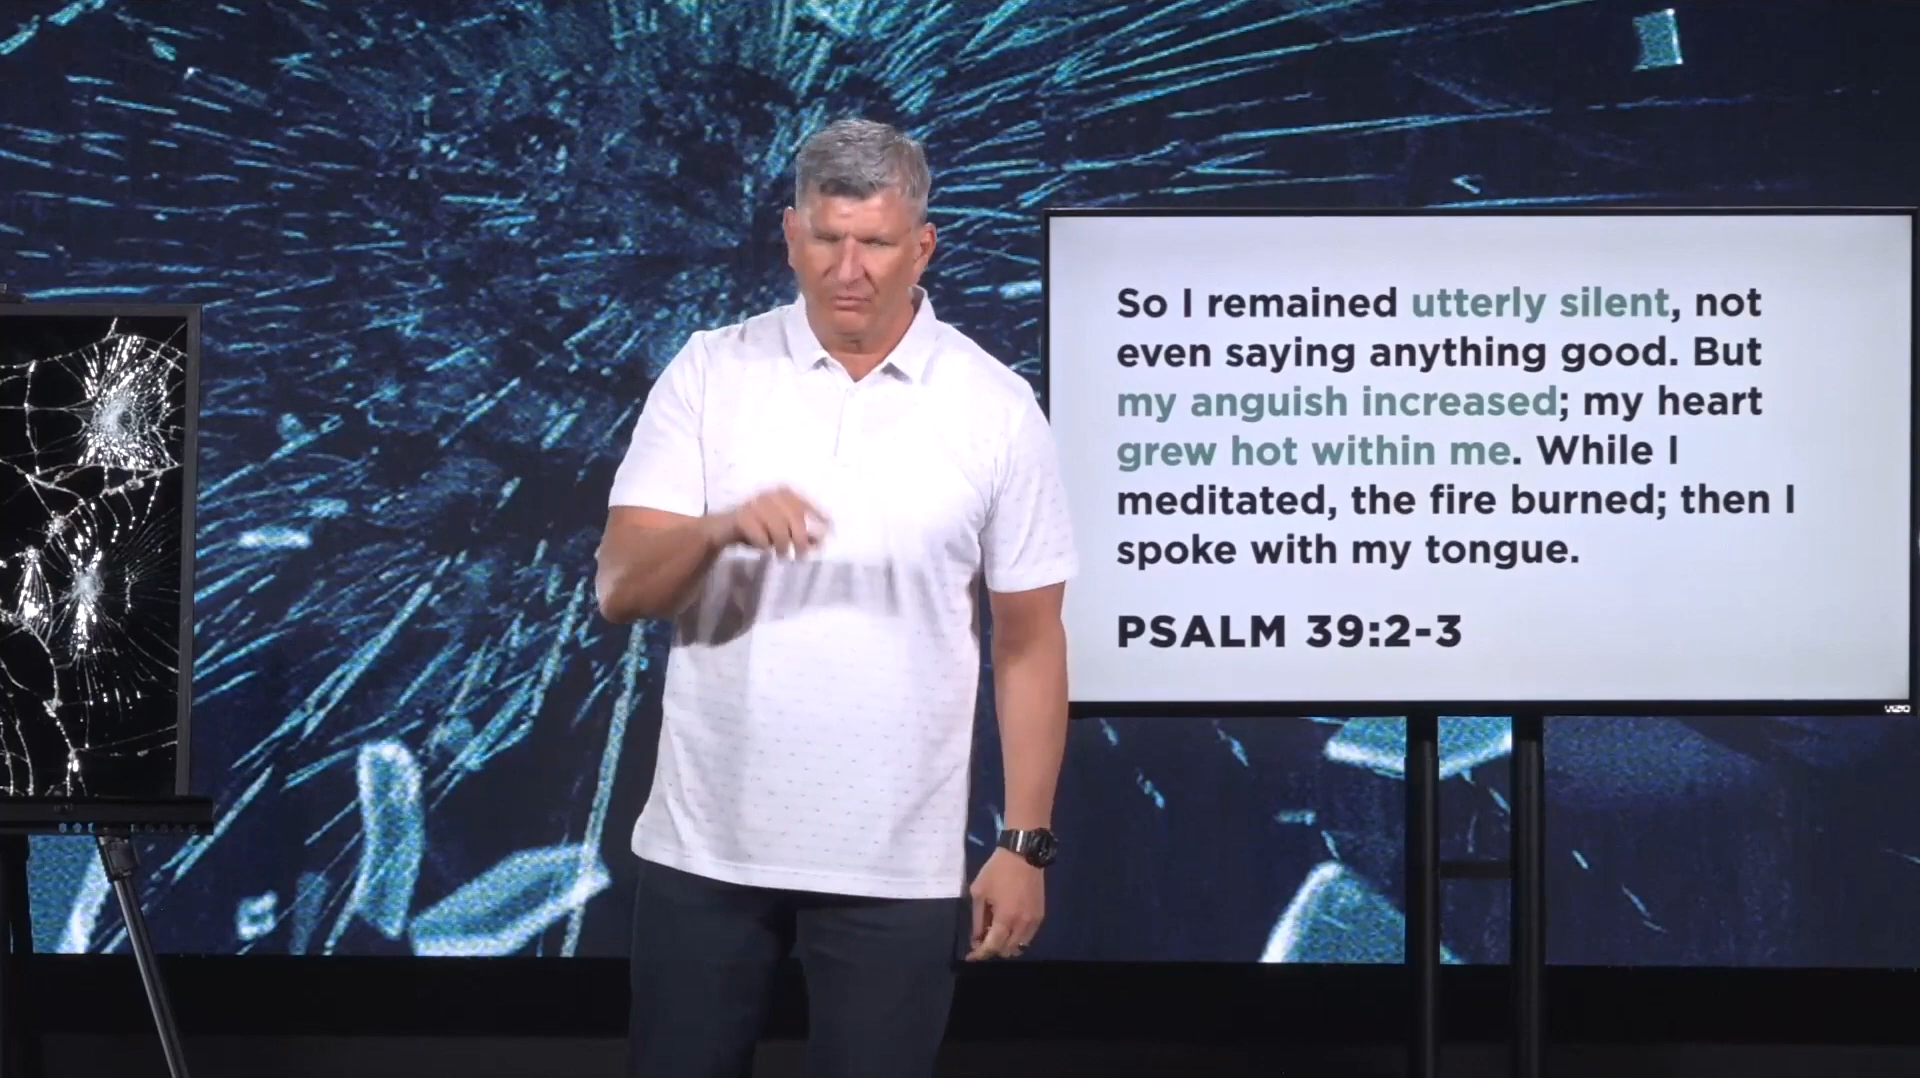 So I remained utterly silent, not
even saying anything good. But
my anguish increased; my heart
grew hot within me. While I
meditated, the fire burned; then I
spoke with my tongue.
PSALM 39:2-3
VIZIO